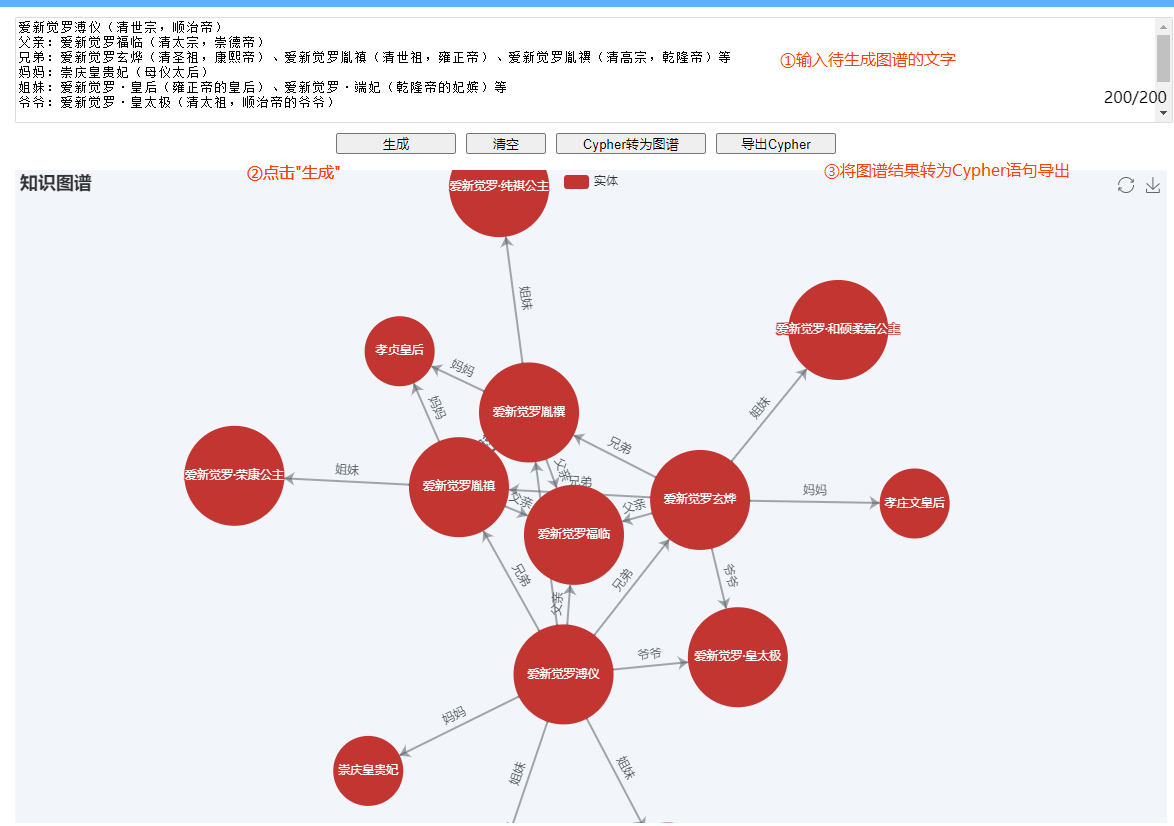 爱新觉罗溥仪（清世宗，顺治帝）
父亲：爱新觉罗福临（清太宗，崇德帝）
兄弟：爱新觉罗玄烨（清圣祖，康熙帝）、爱新觉罗胤禛（清世祖，雍正帝）、爱新觉罗胤禩（清高宗，乾隆帝）等
妈妈：崇庆皇贵妃（母仪太后）
姐妹：爱新觉罗·皇后（雍正帝的皇后）、爱新觉罗·端妃（乾隆帝的妃嫔）等
爷爷：爱新觉罗·皇太极（清太祖，顺治帝的爷爷）
①输入待生成图谱的文字
200/200
生成
清空
Cypher转为图谱
导出Cypher
②点击"生成"
③将图谱结果转为Cypher语句导出
知识图谱
实体
爱新觉罗·纯祺公主
姐妹
爱新觉罗·和硕柔嘉公主
孝贞皇后
妈妈
妈妈
姐妹
爱新觉罗胤禩
兄弟
爱新觉罗·荣康公主
姐妹
爱新觉罗胤禛
父亲
兄弟
父亲
父亲
爱新觉罗玄烨
妈妈
孝庄文皇后
爱新觉罗福临
兄弟
父亲
兄弟
爷爷
爱新觉罗·皇太极
爷爷
爱新觉罗溥仪
妈妈
崇庆皇贵妃
姐妹
姐妹